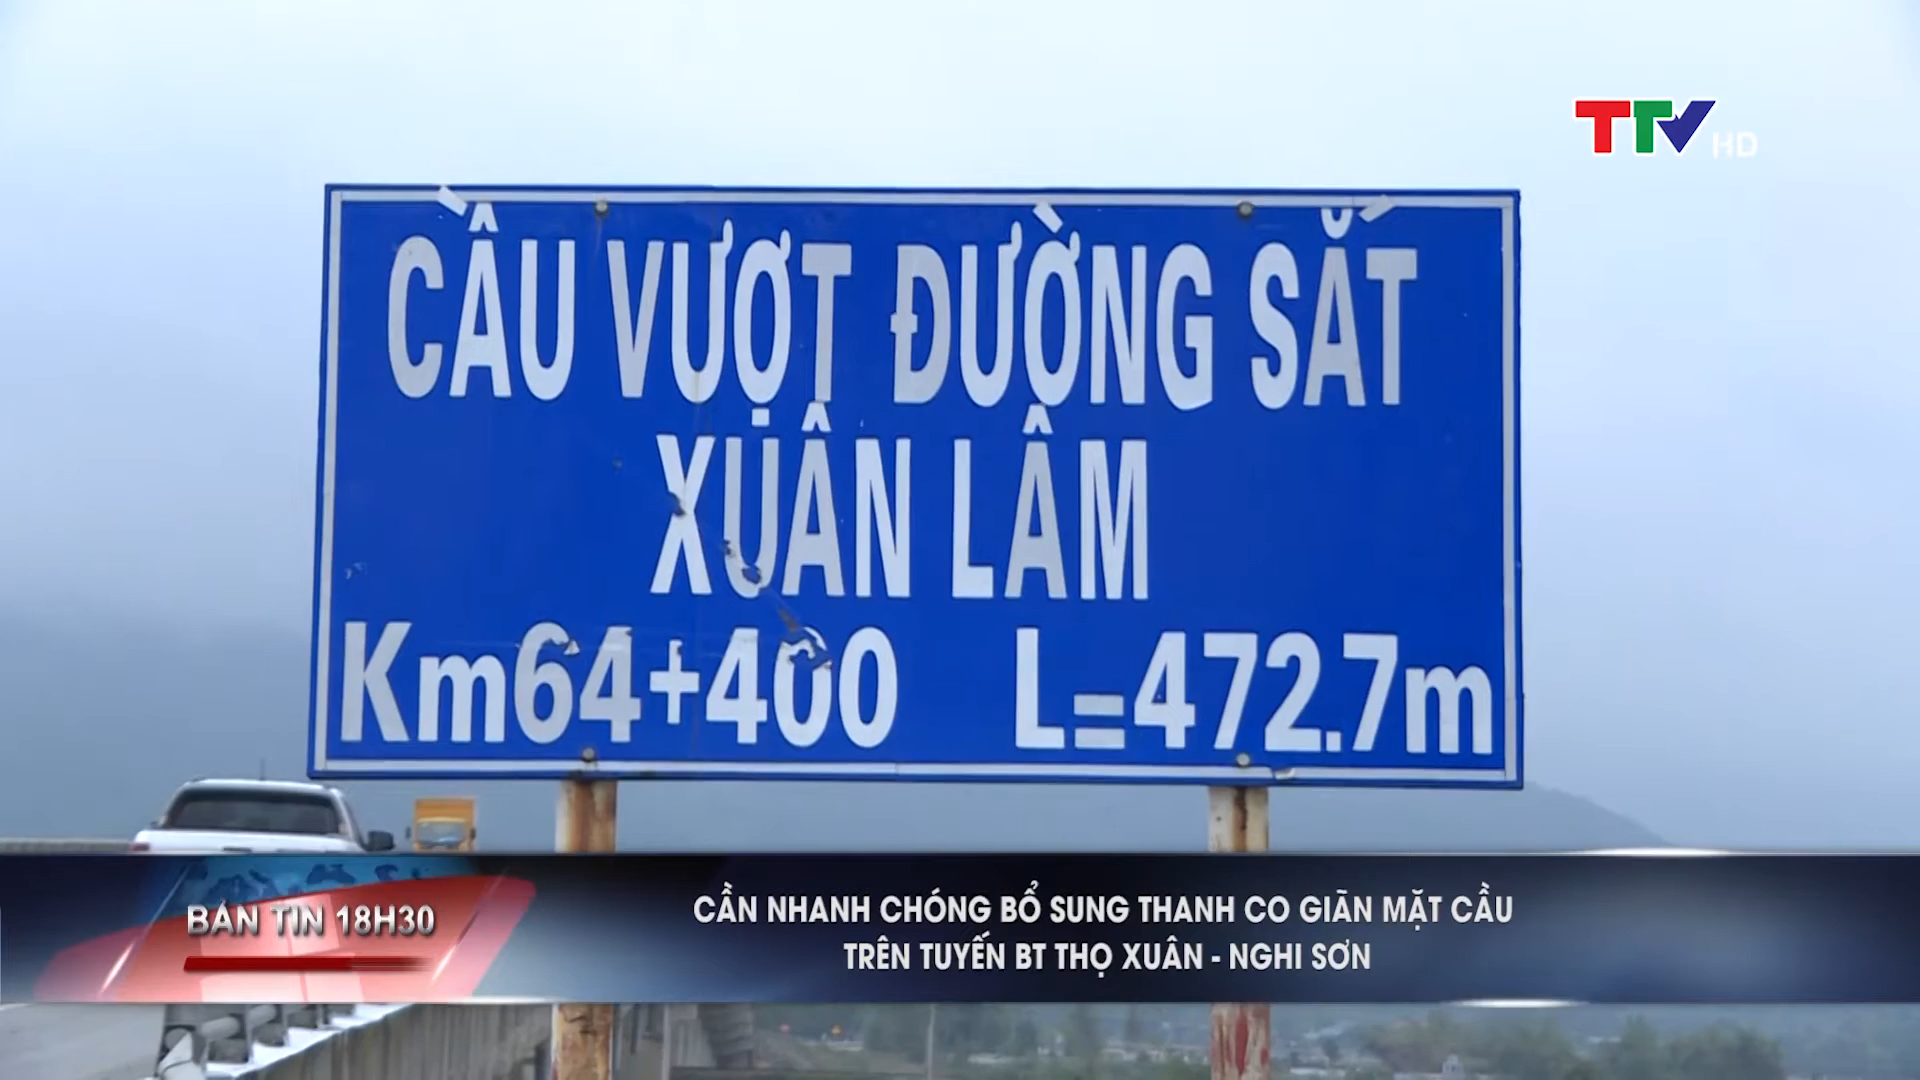 TTV HD
CẦU VƯỢT ĐƯỜNG SẮT
XUÂN LÂM
Km64+400 L=472.7m
BẢN TIN 18H30
CẦN NHANH CHÓNG BỔ SUNG THANH CO GIÃN MẶT CẦU
TRÊN TUYẾN BT THỌ XUÂN - NGHI SƠN